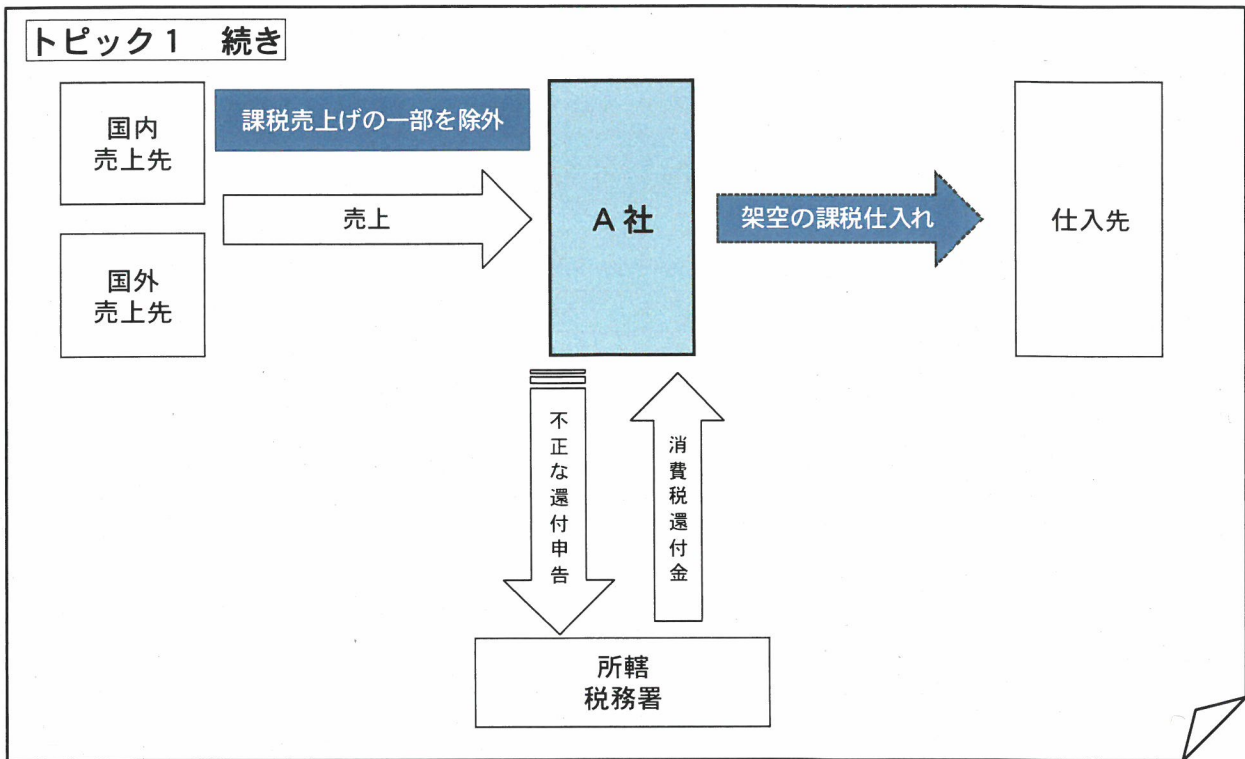 トピック1 続き
国内
売上先
課税売上げの一部を除外
売上
国外
売上先
A社
架空の課税仕入れ
仕入先
不正な還付申告
消費税還付金
所轄
税務署